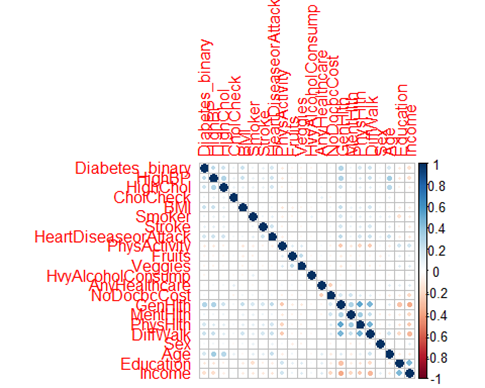 Diabetes_binary
HighBP
HighChol
CholCheck
BMI
Smoker
Stroke
HeartDiseaseorAttack
PhysActivity
Fruits
Veggies
HvyAlcoholConsump
AnyHealthcare
NoDocbcCost
GenHlth
MentHlth
PhysHlth
DiffWalk
Sex
Age
Education
Income
Diabetes_binary
HighBP
HighChol
CholCheck
BMI
Smoker
Stroke
HeartDiseaseorAttack
PhysActivity
Fruits
Veggies
HvyAlcoholConsump
AnyHealthcare
NoDocbcCost
GenHlth
MentHlth
PhysHlth
DiffWalk
Sex
Age
Education
Income
1
0.8
0.6
0.4
0.2
0
-0.2
-0.4
-0.6
-0.8
-1